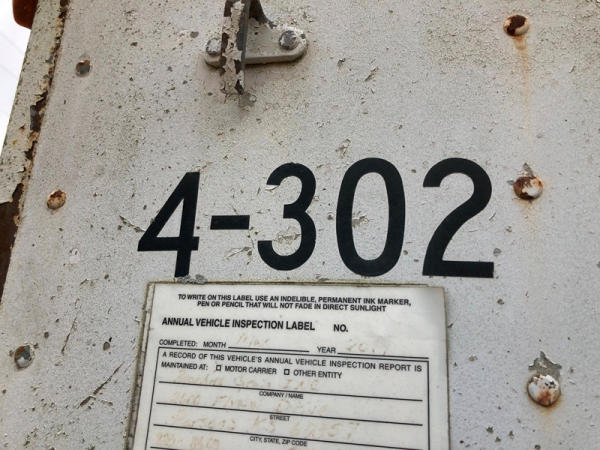 4-302
TO WRITE ON THIS LABEL USE AN INDELIBLE, PERMANENT INK MARKER,
PEN OR PENCIL THAT WILL NOT FADE IN DIRECT SUNLIGHT
ANNUAL VEHICLE INSPECTION LABEL NO.
COMPLETED: MONTH YEAR
A RECORD OF THIS VEHICLE'S ANNUAL VEHICLE INSPECTION REPORT IS
MAINTAINED AT: □ MOTOR CARRIER □ OTHER ENTITY
COMPANY / NAME
STREET
CITY, STATE, ZIP CODE